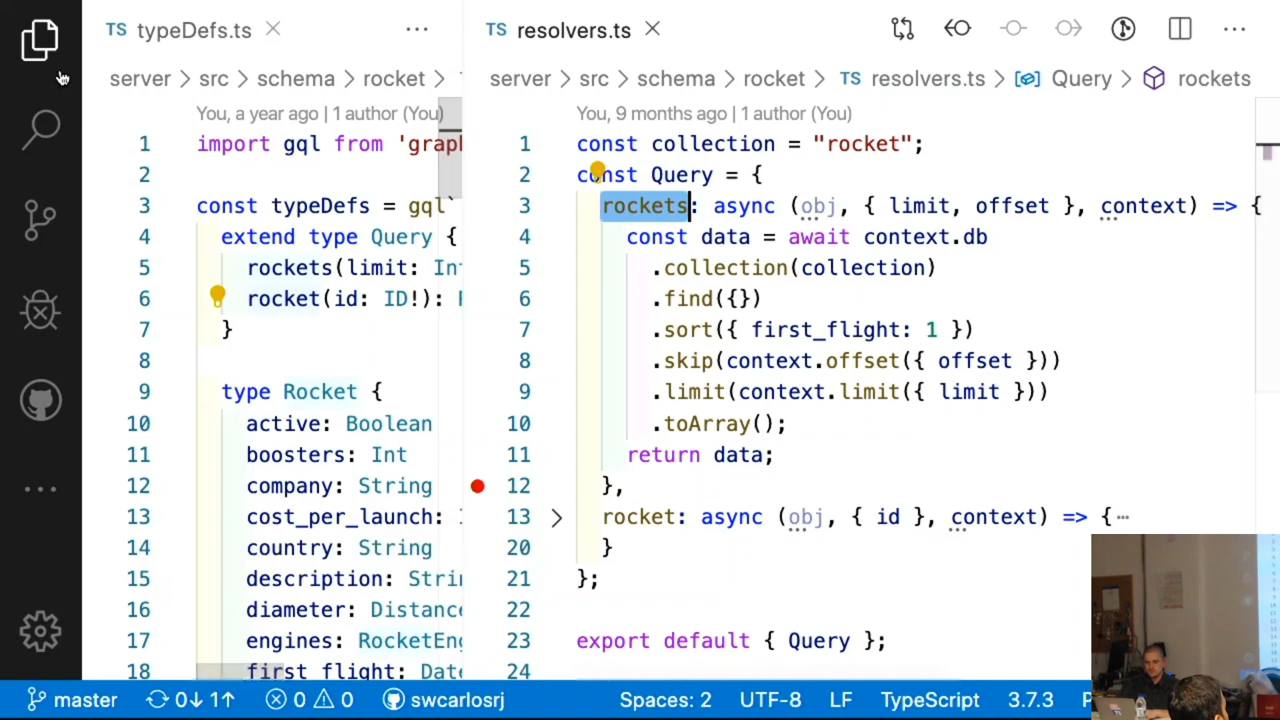 TS typeDefs.ts
server > src > schema > rocket >
You, a year ago | 1 author (You)
1 import gql from 'grap
2
3 const typeDefs = gql`
4 extend type Query {
5 rockets(limit: Int
6 rocket(id: ID!):
7 }
8
9 type Rocket {
10 active: Boolean
11 boosters: Int
12 company: String
13 cost_per_launch:
14 country: String
15 description: Strin
16 diameter: Distance
17 engines: RocketEng
18 first_flight: Date
TS resolvers.ts
server > src > schema > rocket > TS resolvers.ts > Query > rockets
You, 9 months ago | 1 author (You)
1 const collection = "rocket";
2 const Query = {
3 rockets: async (obj, { limit, offset }, context) => {
4 const data = await context.db
5 .collection(collection)
6 .find({})
7 .sort({ first_flight: 1 })
8 .skip(context.offset({ offset }))
9 .limit(context.limit({ limit }))
10 .toArray();
11 return data;
12 },
13 rocket: async (obj, { id }, context) => {⋯
20 }
21 };
22
23 export default { Query };
24
master 0↓ 1↑ 0 0 swcarlosrj Spaces: 2 UTF-8 LF TypeScript 3.7.3 P